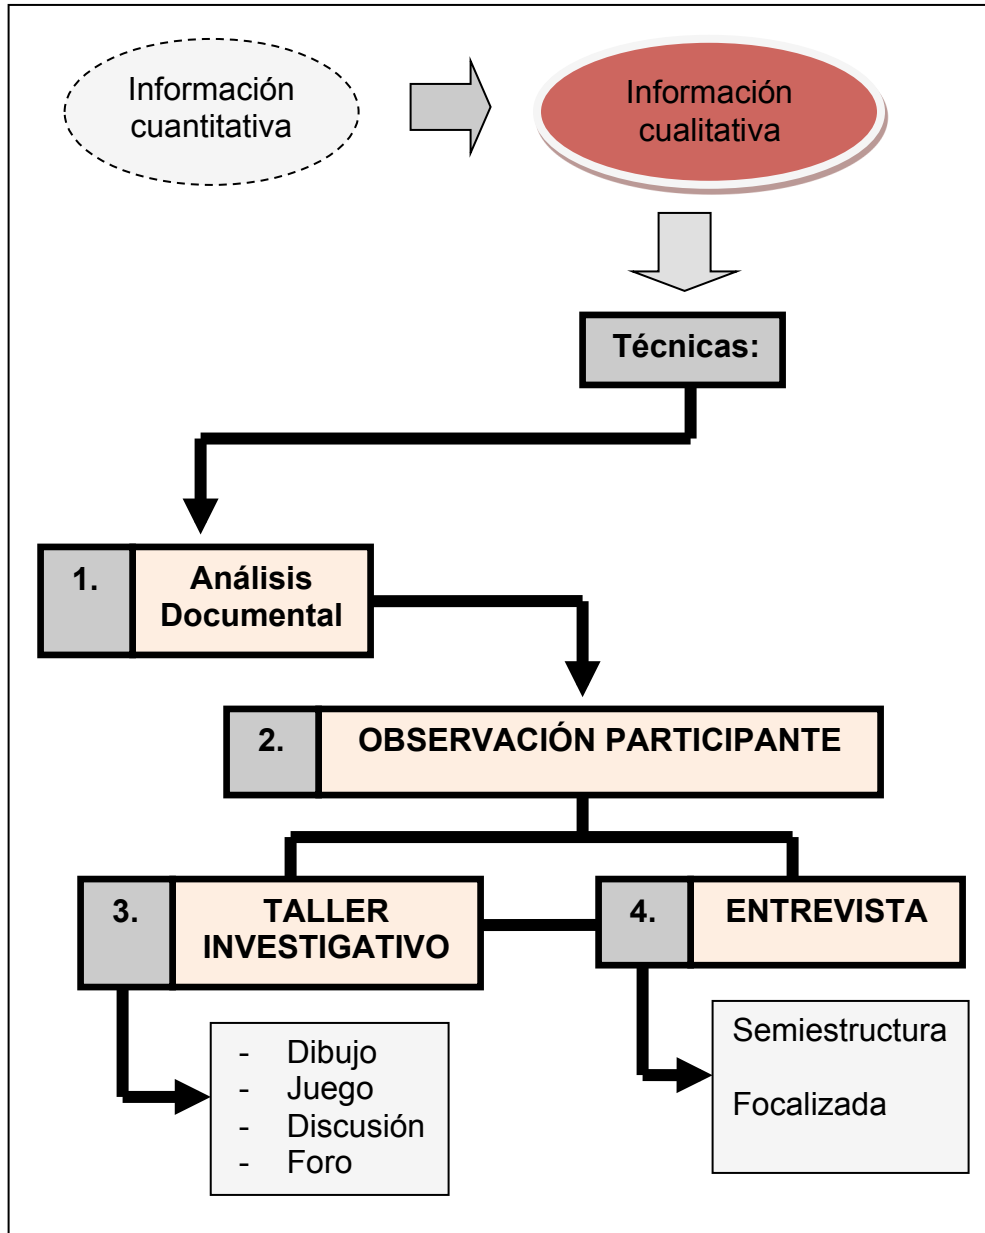 Información
cuantitativa
Información
cualitativa
Técnicas:
1.
Análisis
Documental
2.
OBSERVACIÓN PARTICIPANTE
3.
TALLER
INVESTIGATIVO
4.
ENTREVISTA
- Dibujo
- Juego
- Discusión
- Foro
Semiestructura
Focalizada